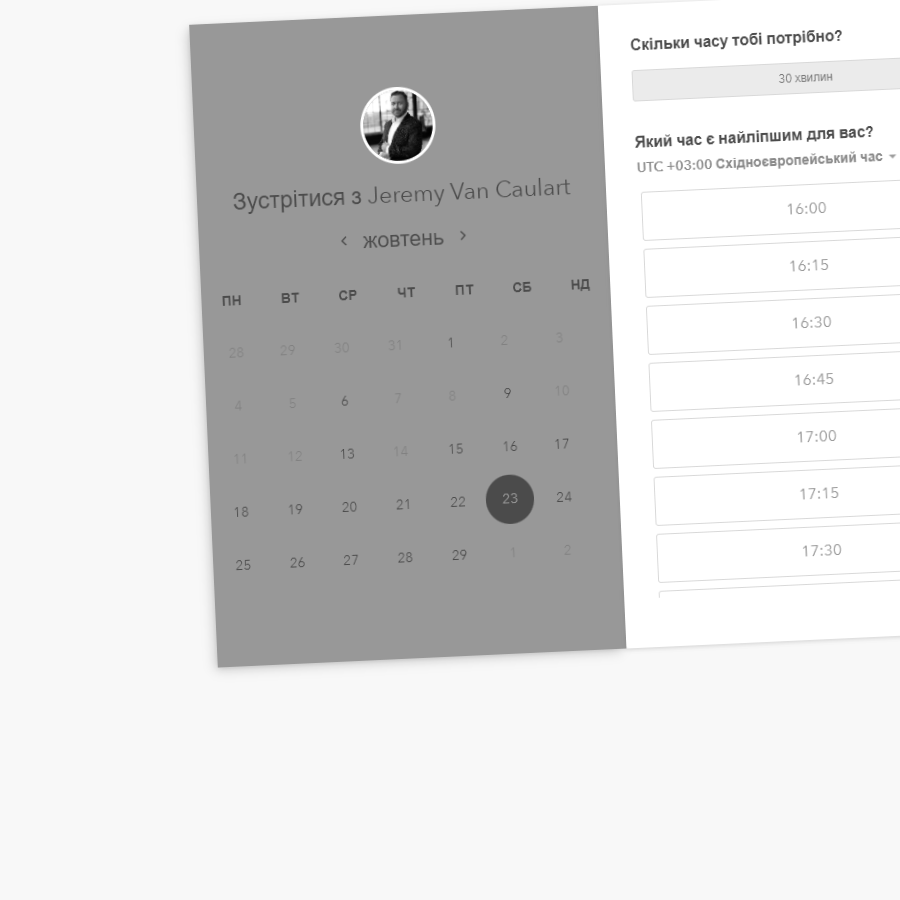 Зустрітися з Jeremy Van Caulart
‹ жовтень ›
ПН ВТ СР ЧТ ПТ СБ НД
28 29 30 31 1 2 3
4 5 6 7 8 9 10
11 12 13 14 15 16 17
18 19 20 21 22 23 24
25 26 27 28 29 1 2
Скільки часу тобі потрібно?
30 хвилин
Який час є найліпшим для вас?
UTC +03:00 Східноєвропейський час
16:00
16:15
16:30
16:45
17:00
17:15
17:30